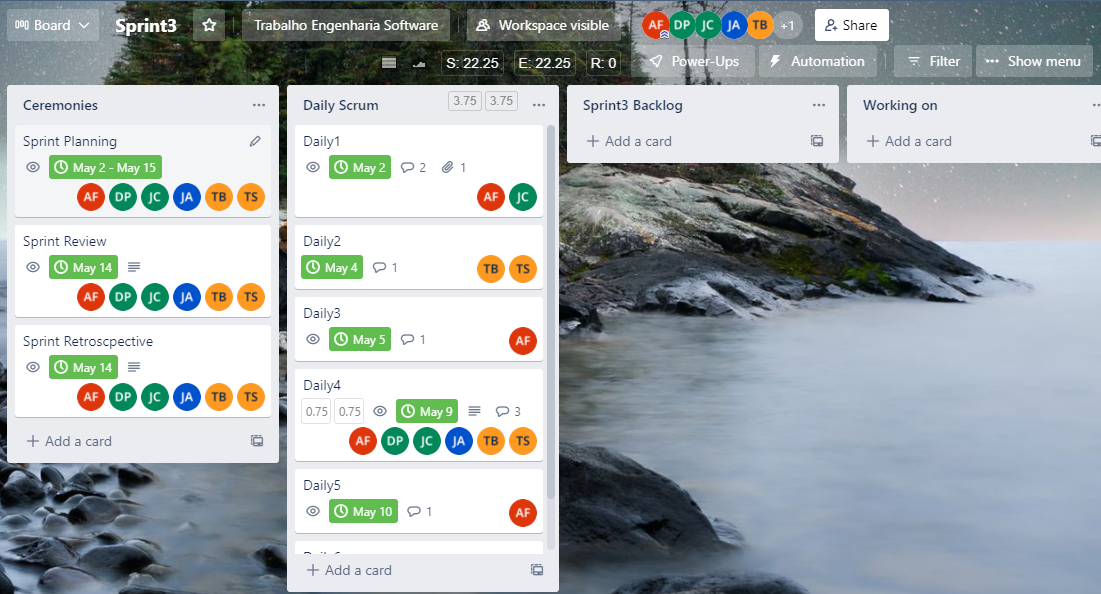 Board Sprint3 Trabalho Engenharia Software Workspace visible AF DP JC JA TB +1 Share
S: 22.25 E: 22.25 R: 0 Power-Ups Automation Filter ••• Show menu
Ceremonies
Sprint Planning
May 2 - May 15
AF DP JC JA TB TS
Sprint Review
May 14
AF DP JC JA TB TS
Sprint Retroscpective
May 14
AF DP JC JA TB TS
+ Add a card
Daily Scrum 3.75 3.75
Daily1
May 2 2 1
AF JC
Daily2
May 4 1
TB TS
Daily3
May 5 1
AF
Daily4
0.75 0.75 May 9 3
AF DP JC JA TB TS
Daily5
May 10 1
AF
+ Add a card
Sprint3 Backlog
+ Add a card
Working on
+ Add a card